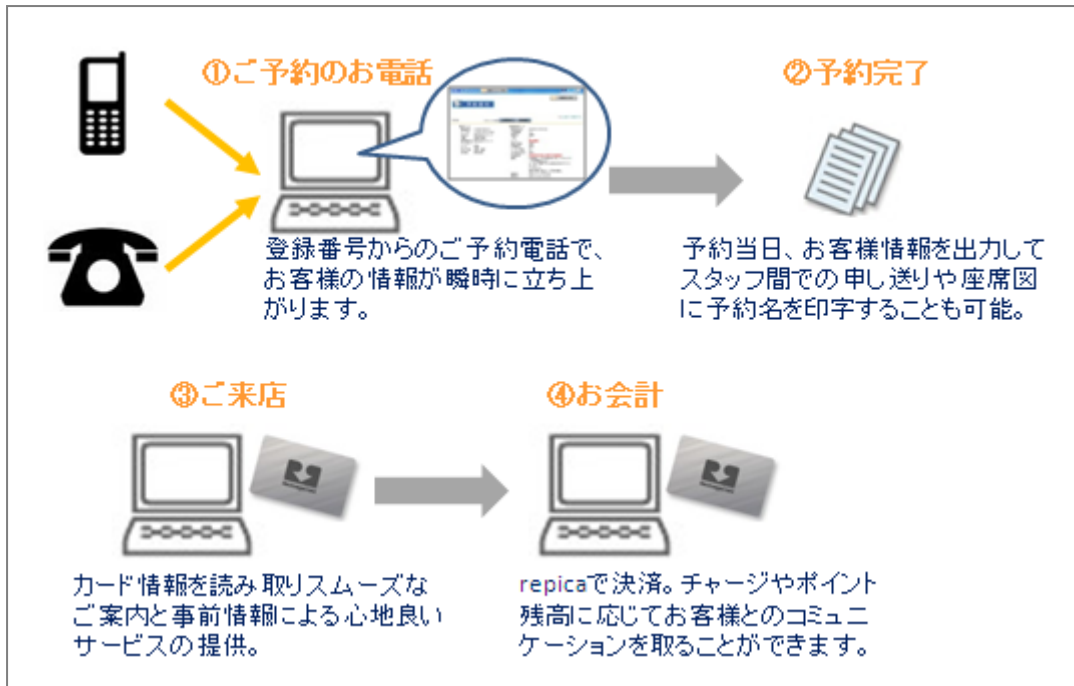 ①ご予約のお電話
登録番号からのご予約電話で、
お客様の情報が瞬時に立ち上
がります。
②予約完了
予約当日、お客様情報を出力して
スタッフ間での申し送りや座席図
に予約名を印字することも可能。
③ご来店
カード情報を読み取りスムーズな
ご案内と事前情報による心地良い
サービスの提供。
④お会計
repicaで決済。チャージやポイント
残高に応じてお客様とのコミュニ
ケーションを取ることができます。